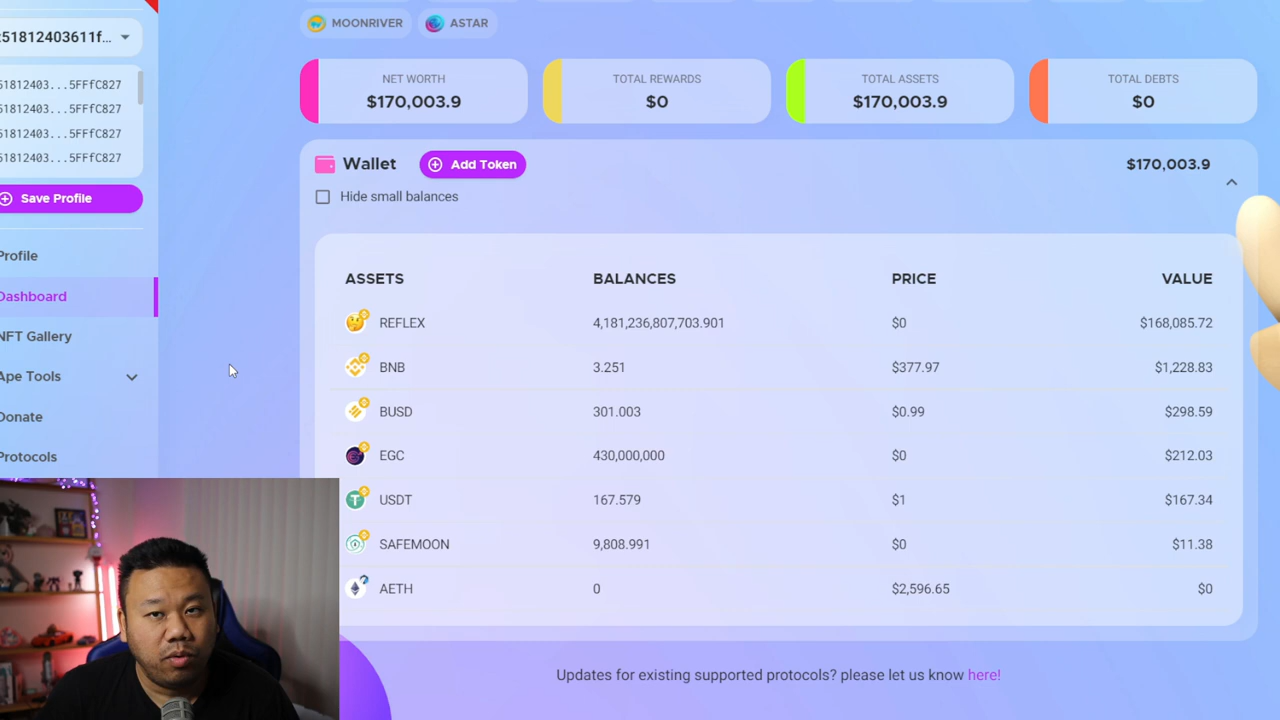 MOONRIVER ASTAR
51812403611f...
51812403...5FFfC827
51812403...5FFfC827
51812403...5FFfC827
51812403...5FFfC827
Save Profile
Profile
Dashboard
NFT Gallery
Ape Tools
Donate
Protocols
NET WORTH
$170,003.9
TOTAL REWARDS
$0
TOTAL ASSETS
$170,003.9
TOTAL DEBTS
$0
Wallet Add Token $170,003.9
Hide small balances
ASSETS BALANCES PRICE VALUE
REFLEX 4,181,236,807,703.901 $0 $168,085.72
BNB 3.251 $377.97 $1,228.83
BUSD 301.003 $0.99 $298.59
EGC 430,000,000 $0 $212.03
USDT 167.579 $1 $167.34
SAFEMOON 9,808.991 $0 $11.38
AETH 0 $2,596.65 $0
Updates for existing supported protocols? please let us know here!